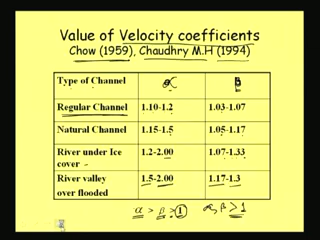 Value of Velocity coefficients
Chow (1959), Chaudhry M.H (1994)
Type of Channel α β
Regular Channel 1.10-1.2 1.03-1.07
Natural Channel 1.15-1.5 1.05-1.17
River under Ice cover 1.2-2.00 1.07-1.33
River valley over flooded 1.5-2.00 1.17-1.3
α > β > 1 α, β > 1